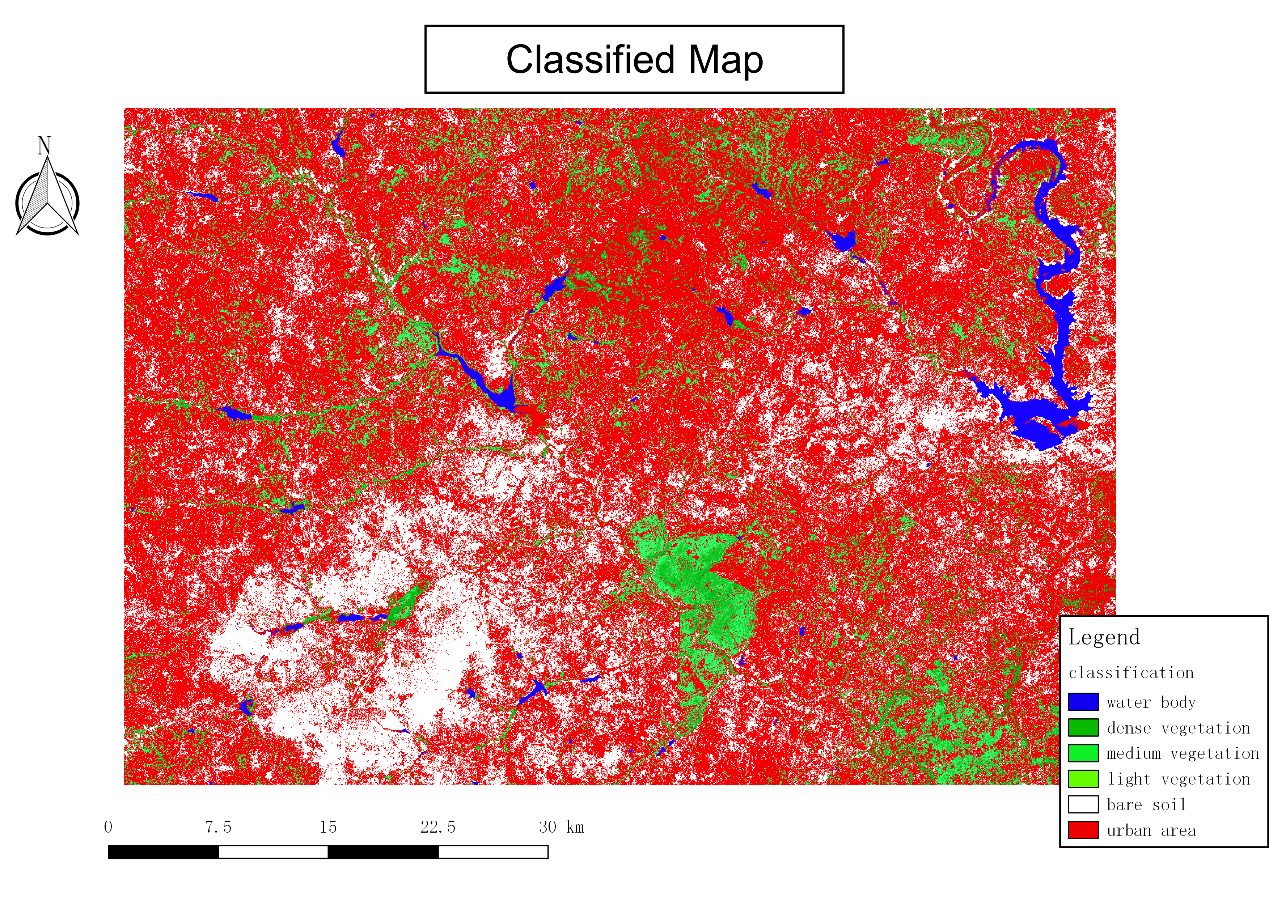 Classified Map
N
Legend
classification
water body
dense vegetation
medium vegetation
light vegetation
bare soil
urban area
0 7.5 15 22.5 30 km